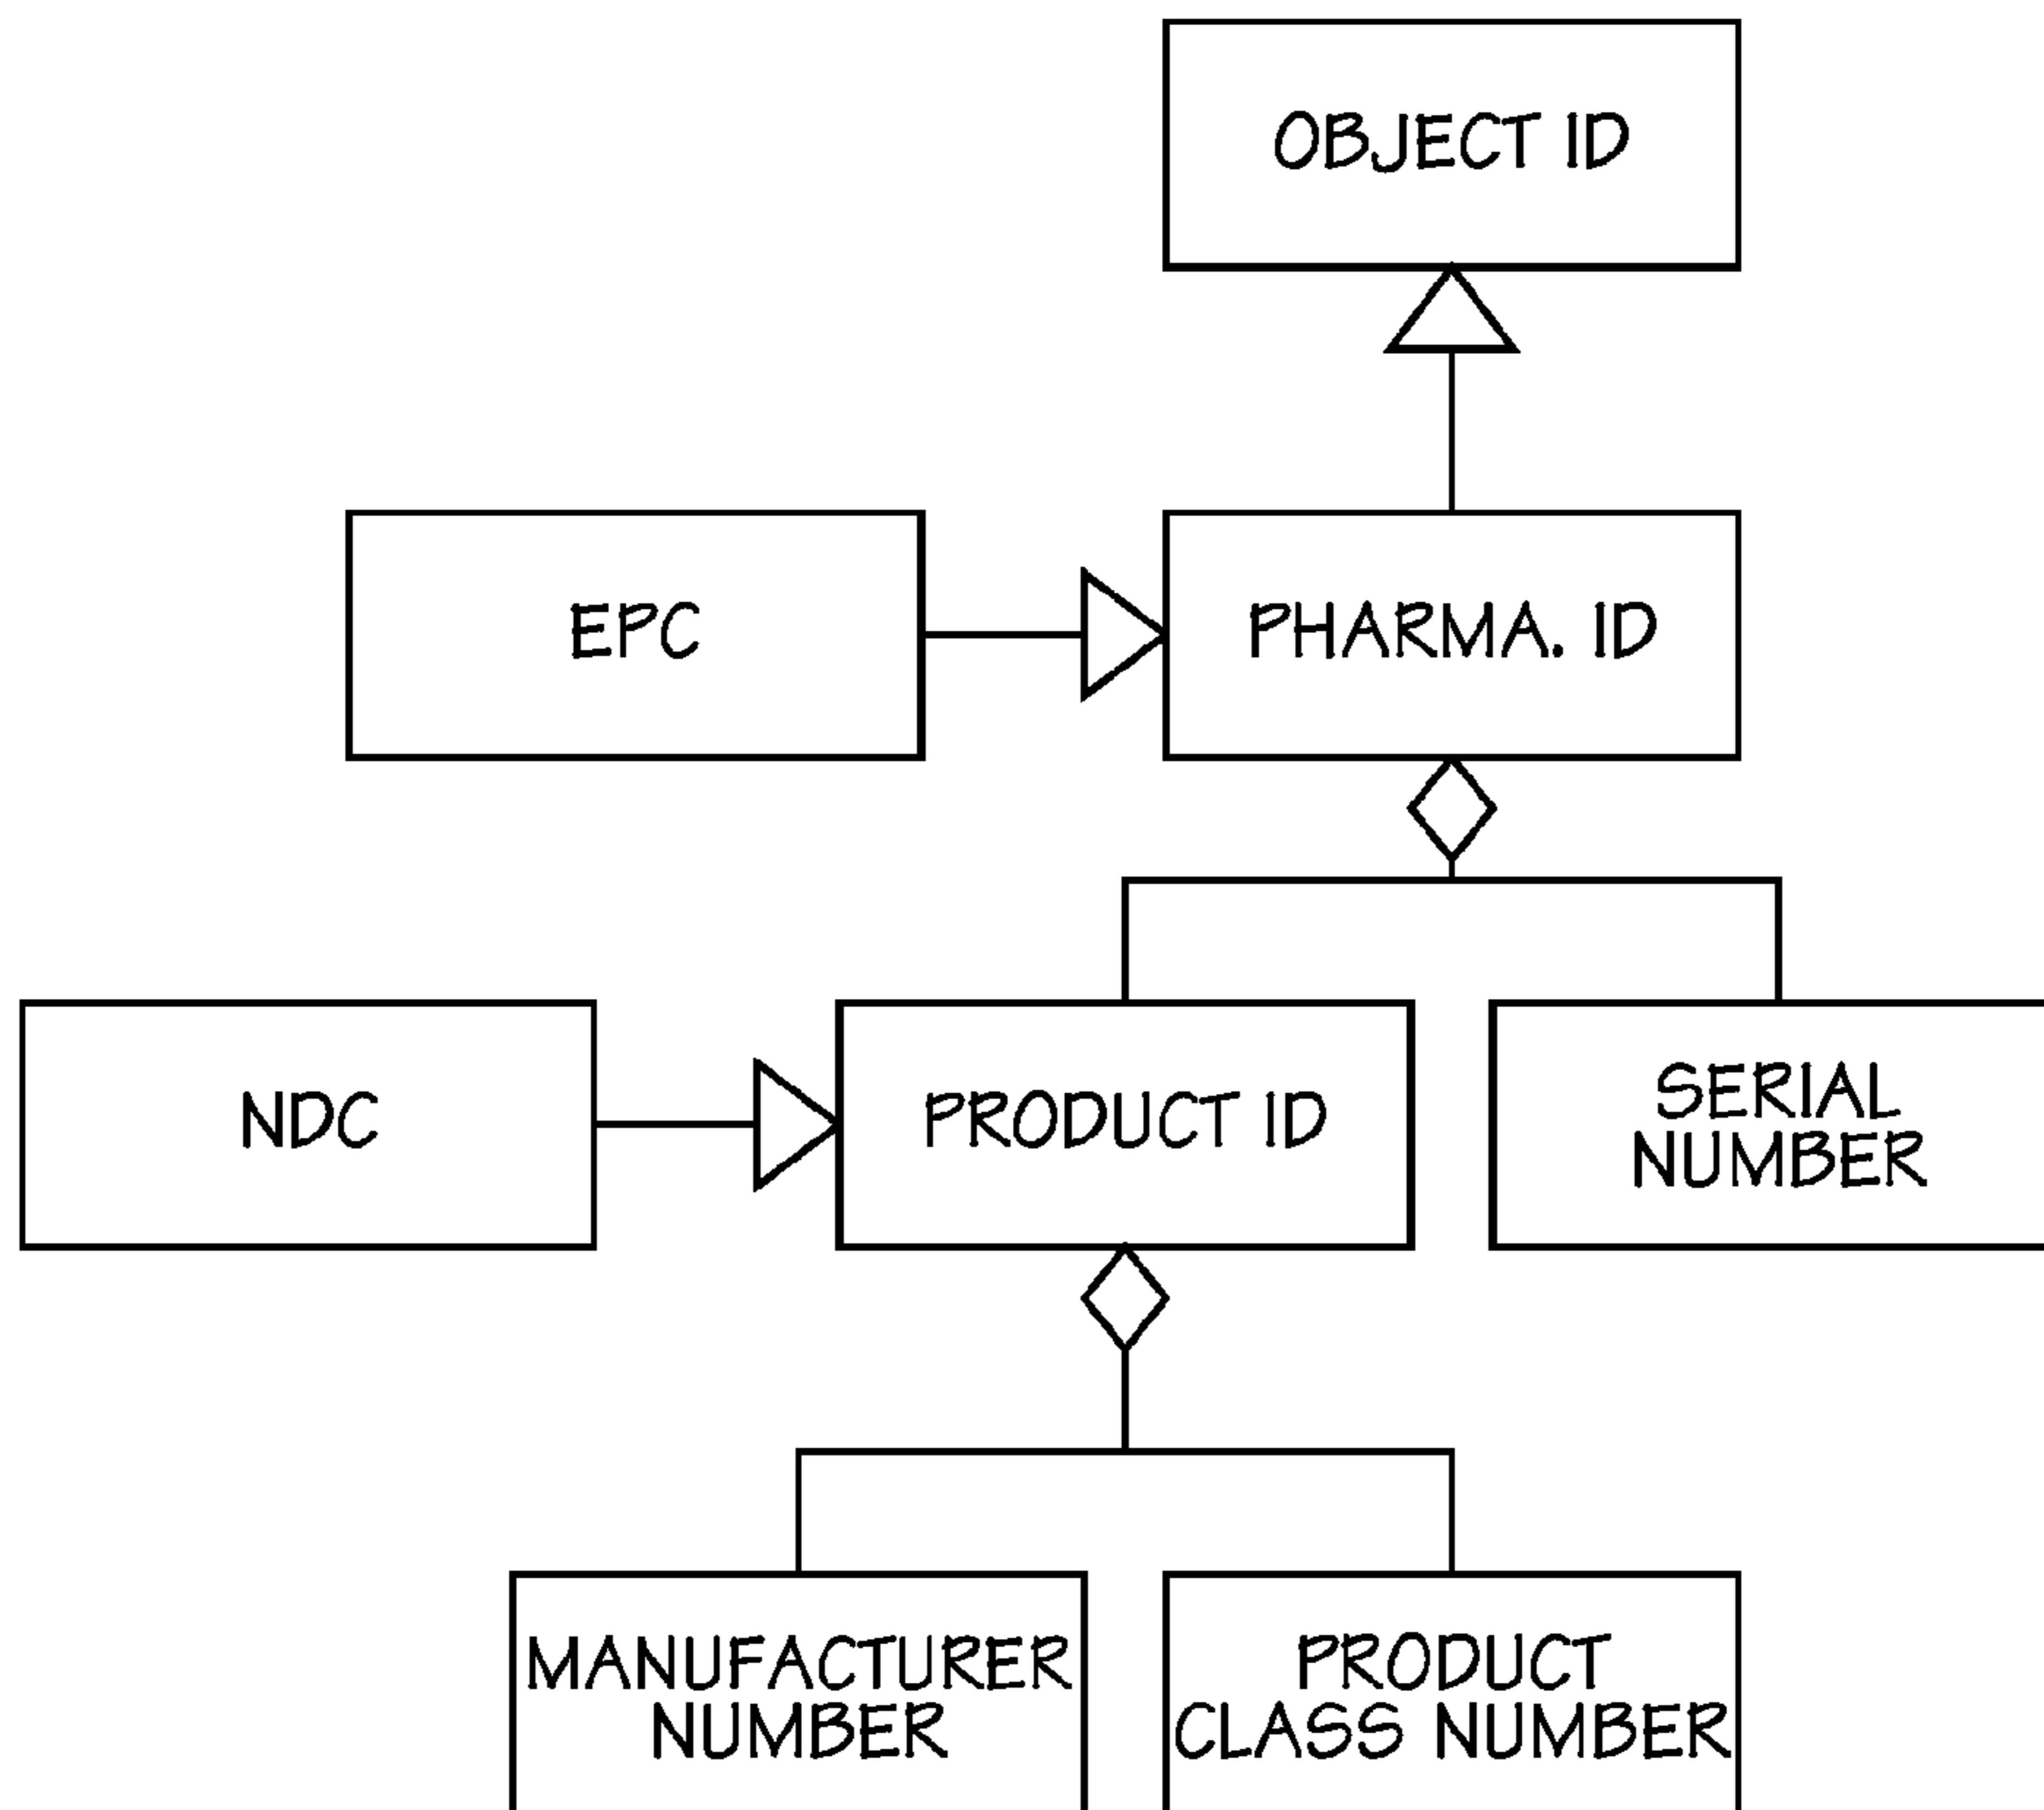 OBJECT ID
EPC
PHARMA. ID
NDC
PRODUCT ID
SERIAL
NUMBER
MANUFACTURER
NUMBER
PRODUCT
CLASS NUMBER